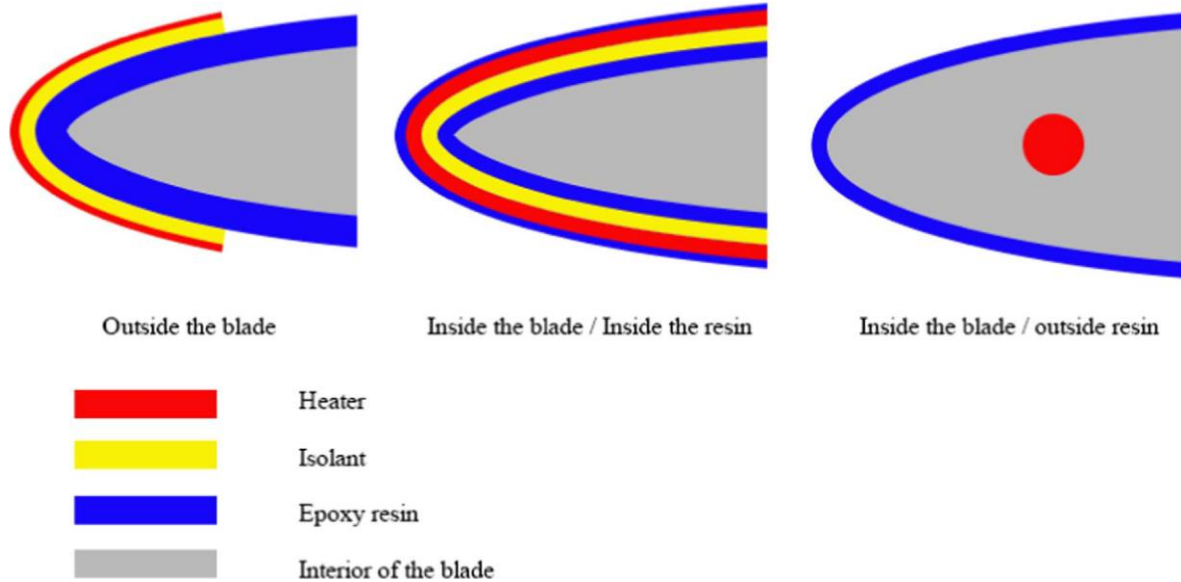 Outside the blade
Inside the blade / Inside the resin
Inside the blade / outside resin
Heater
Isolant
Epoxy resin
Interior of the blade